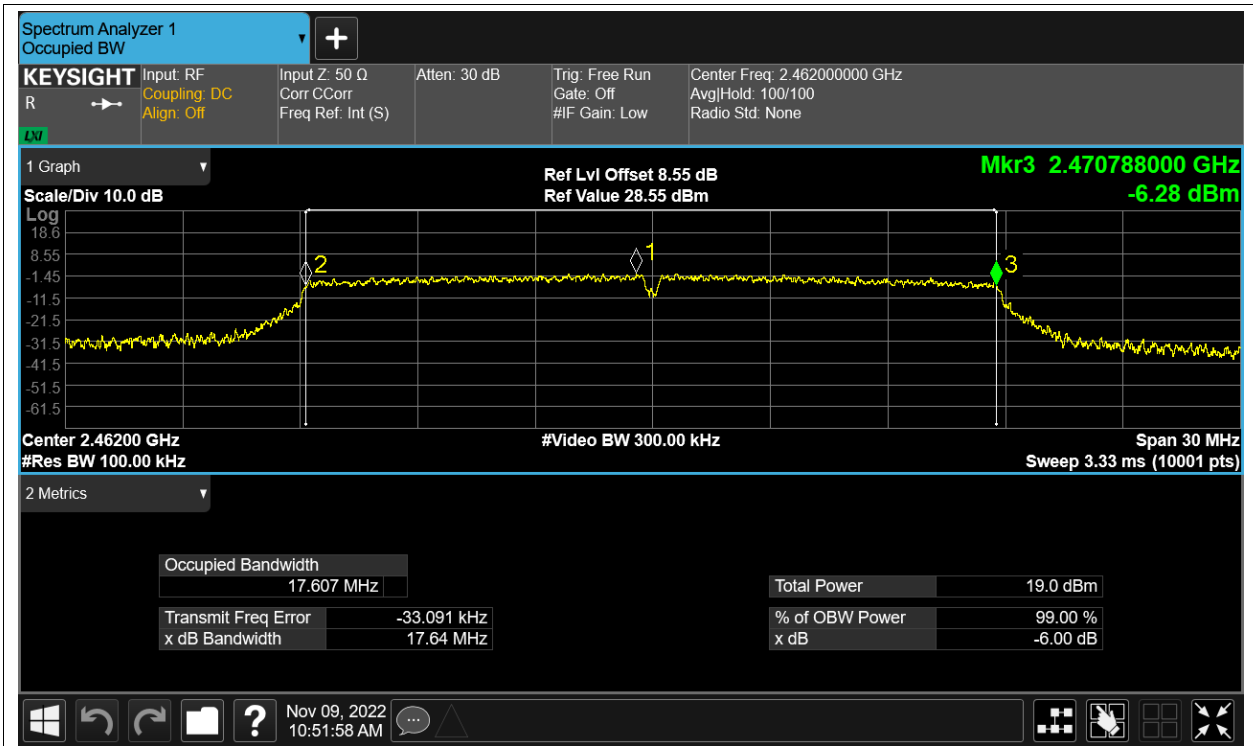 Spectrum Analyzer 1
Occupied BW
KEYSIGHT
R
LXI
Input: RF
Coupling: DC
Align: Off
Input Z: 50 Ω
Corr CCorr
Freq Ref: Int (S)
Atten: 30 dB
Trig: Free Run
Gate: Off
#IF Gain: Low
Center Freq: 2.462000000 GHz
Avg|Hold: 100/100
Radio Std: None
1 Graph
Scale/Div 10.0 dB
Ref Lvl Offset 8.55 dB
Ref Value 28.55 dBm
Mkr3 2.470788000 GHz
-6.28 dBm
Log
18.6
8.55
-1.45
-11.5
-21.5
-31.5
-41.5
-51.5
-61.5
2
1
3
Center 2.46200 GHz
#Res BW 100.00 kHz
#Video BW 300.00 kHz
Span 30 MHz
Sweep 3.33 ms (10001 pts)
2 Metrics
Occupied Bandwidth
17.607 MHz
Transmit Freq Error -33.091 kHz
x dB Bandwidth 17.64 MHz
Total Power 19.0 dBm
% of OBW Power 99.00 %
x dB -6.00 dB
?
Nov 09, 2022
10:51:58 AM